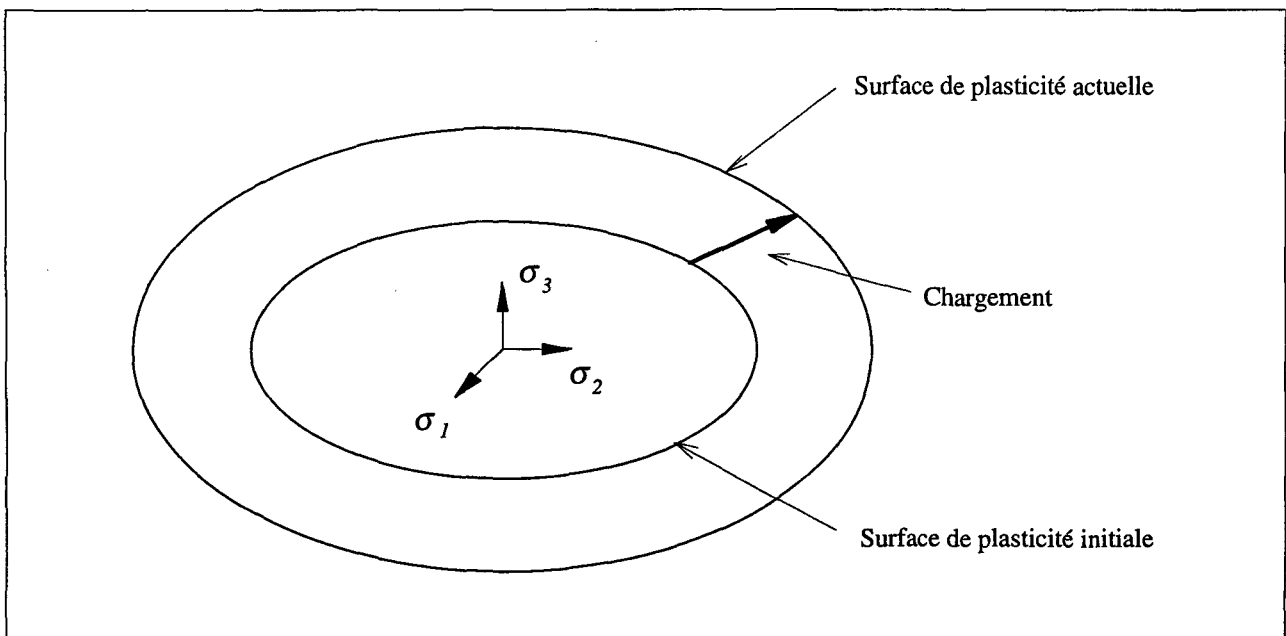 Surface de plasticité actuelle
σ₃
Chargement
σ₂
σ₁
Surface de plasticité initiale